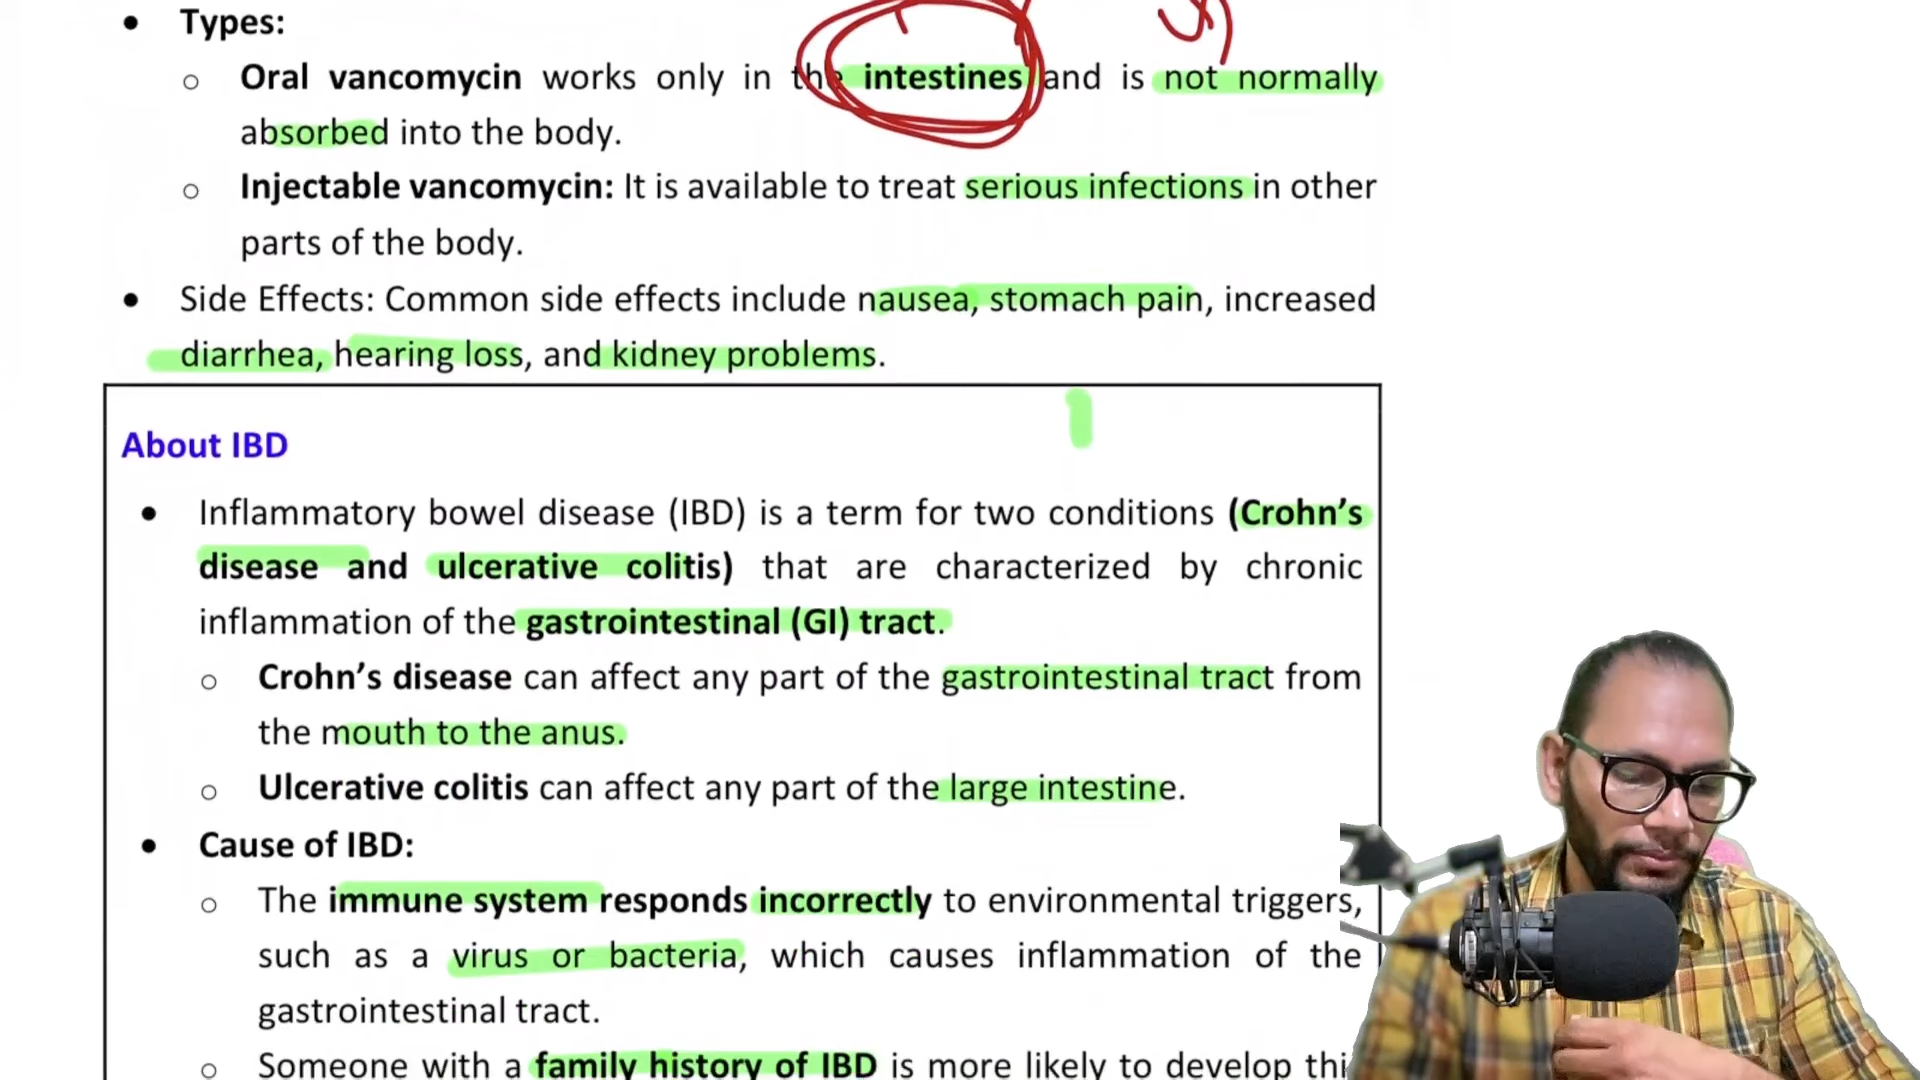 • Types:
o Oral vancomycin works only in the intestines and is not normally
absorbed into the body.
o Injectable vancomycin: It is available to treat serious infections in other
parts of the body.
• Side Effects: Common side effects include nausea, stomach pain, increased
diarrhea, hearing loss, and kidney problems.
About IBD
• Inflammatory bowel disease (IBD) is a term for two conditions (Crohn’s
disease and ulcerative colitis) that are characterized by chronic
inflammation of the gastrointestinal (GI) tract.
o Crohn’s disease can affect any part of the gastrointestinal tract from
the mouth to the anus.
o Ulcerative colitis can affect any part of the large intestine.
• Cause of IBD:
o The immune system responds incorrectly to environmental triggers,
such as a virus or bacteria, which causes inflammation of the
gastrointestinal tract.
o Someone with a family history of IBD is more likely to develop